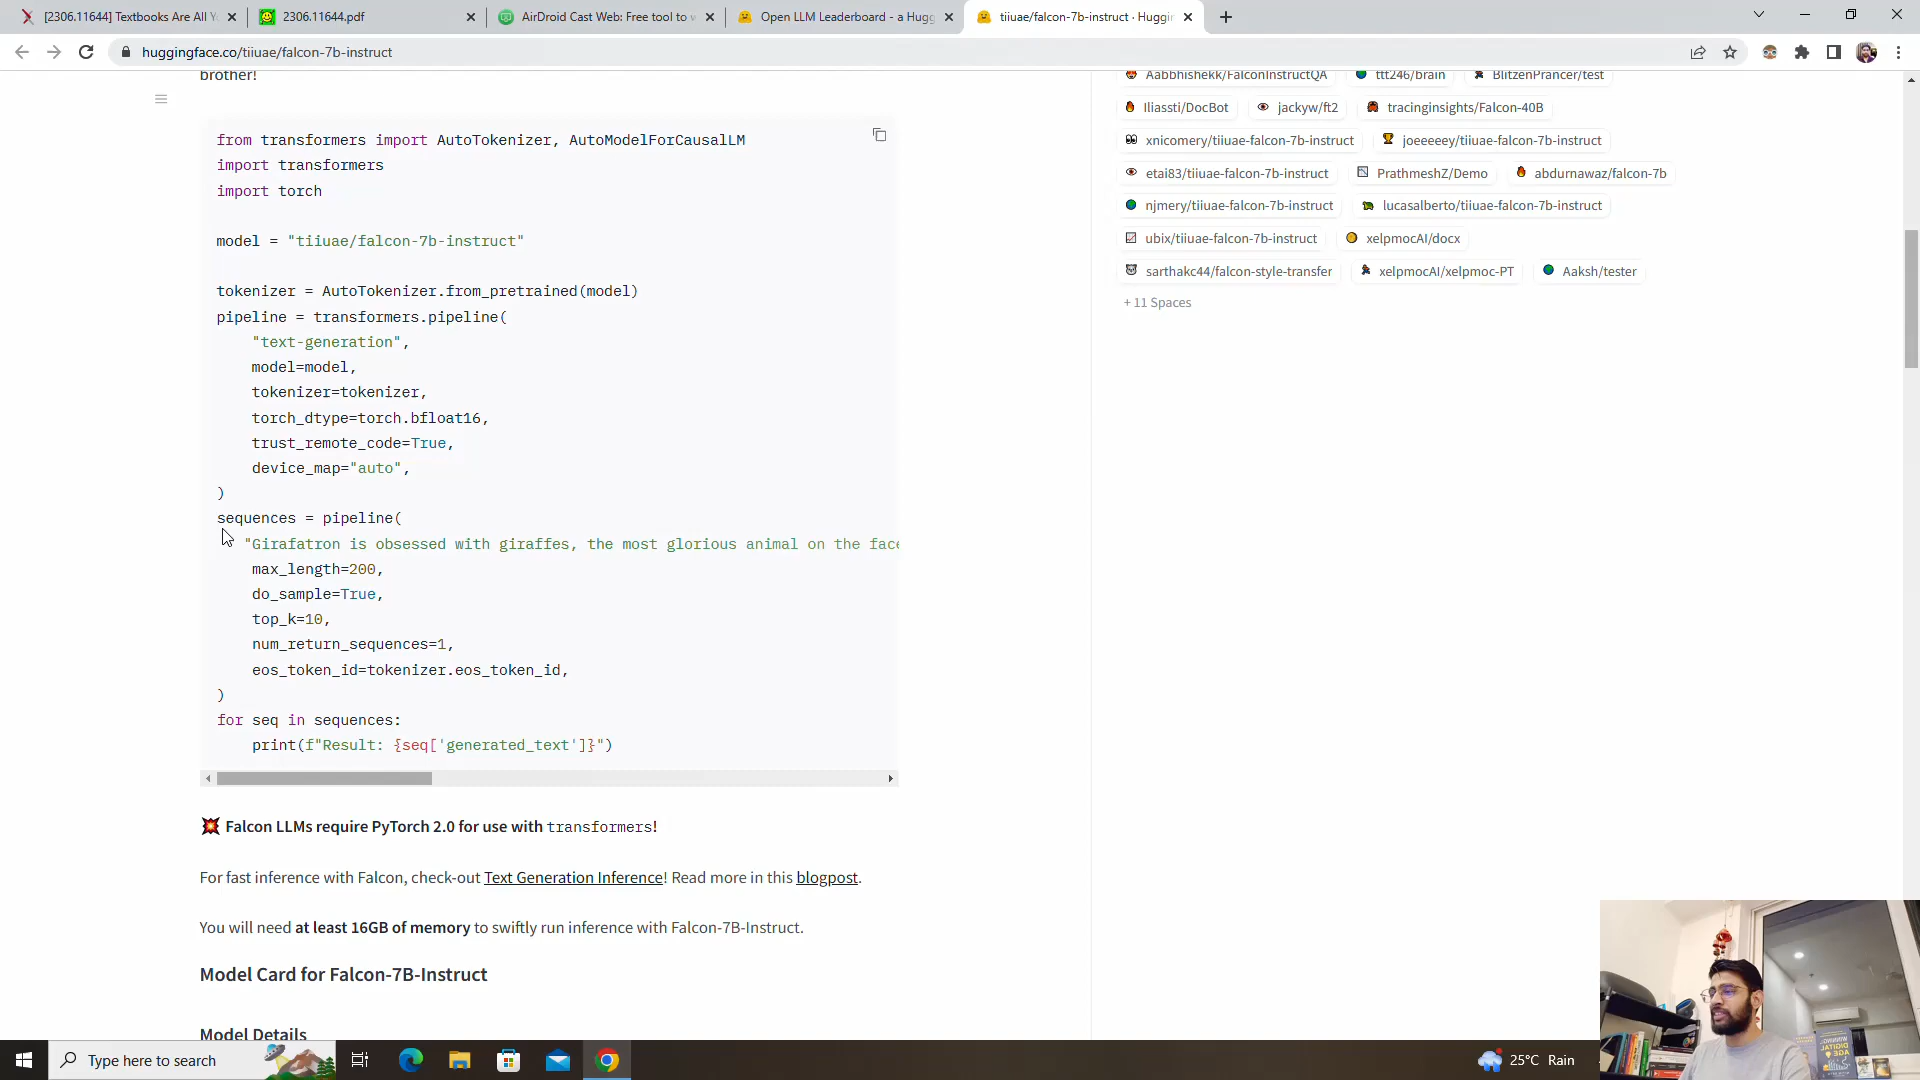 [2306.11644] Textbooks Are All Y
2306.11644.pdf
AirDroid Cast Web: Free tool to v
Open LLM Leaderboard - a Hugg
tiiuae/falcon-7b-instruct · Huggin
huggingface.co/tiiuae/falcon-7b-instruct
brother!
from transformers import AutoTokenizer, AutoModelForCausalLM
import transformers
import torch
model = "tiiuae/falcon-7b-instruct"
tokenizer = AutoTokenizer.from_pretrained(model)
pipeline = transformers.pipeline(
"text-generation",
model=model,
tokenizer=tokenizer,
torch_dtype=torch.bfloat16,
trust_remote_code=True,
device_map="auto",
)
sequences = pipeline(
"Girafatron is obsessed with giraffes, the most glorious animal on the face
max_length=200,
do_sample=True,
top_k=10,
num_return_sequences=1,
eos_token_id=tokenizer.eos_token_id,
)
for seq in sequences:
print(f"Result: {seq['generated_text']}")
Falcon LLMs require PyTorch 2.0 for use with transformers!
For fast inference with Falcon, check-out Text Generation Inference! Read more in this blogpost.
You will need at least 16GB of memory to swiftly run inference with Falcon-7B-Instruct.
Model Card for Falcon-7B-Instruct
Model Details
Aabbhishekk/FalconInstructQA ttt246/brain BlitzenPrancer/test
Iliassti/DocBot jackyw/ft2 tracinginsights/Falcon-40B
xnicomery/tiiuae-falcon-7b-instruct joeeeeey/tiiuae-falcon-7b-instruct
etai83/tiiuae-falcon-7b-instruct PrathmeshZ/Demo abdurnawaz/falcon-7b
njmery/tiiuae-falcon-7b-instruct lucasalberto/tiiuae-falcon-7b-instruct
ubix/tiiuae-falcon-7b-instruct xelpmocAI/docx
sarthakc44/falcon-style-transfer xelpmocAI/xelpmoc-PT Aaksh/tester
+ 11 Spaces
WINNING
DIGITAL
AGE
Type here to search
25°C Rain